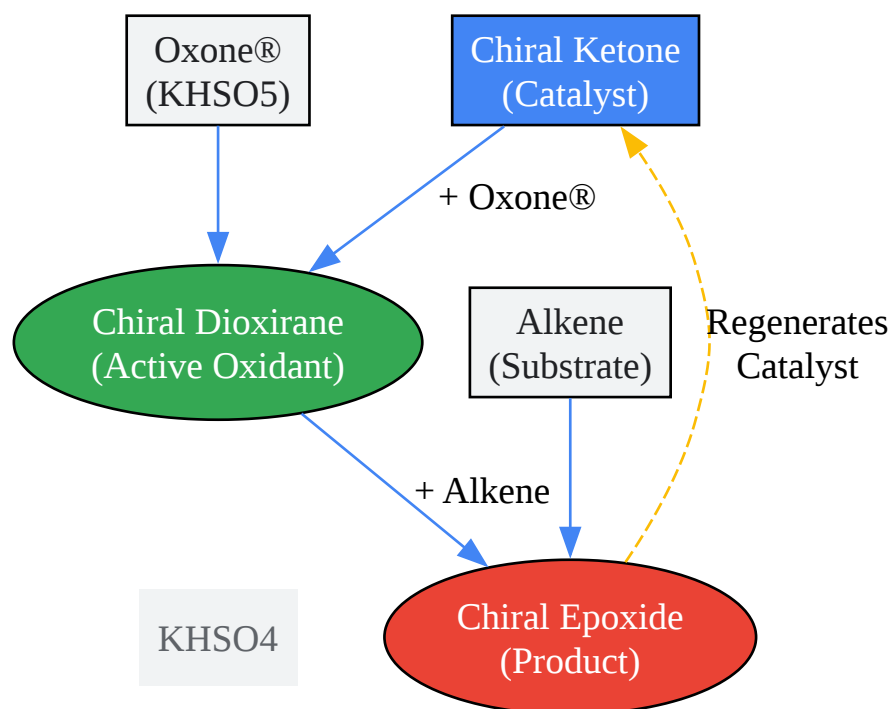 Oxone®
(KHSO5)
Chiral Ketone
(Catalyst)
+ Oxone®
Chiral Dioxirane
(Active Oxidant)
Alkene
(Substrate)
Regenerates
Catalyst
+ Alkene
KHSO4
Chiral Epoxide
(Product)